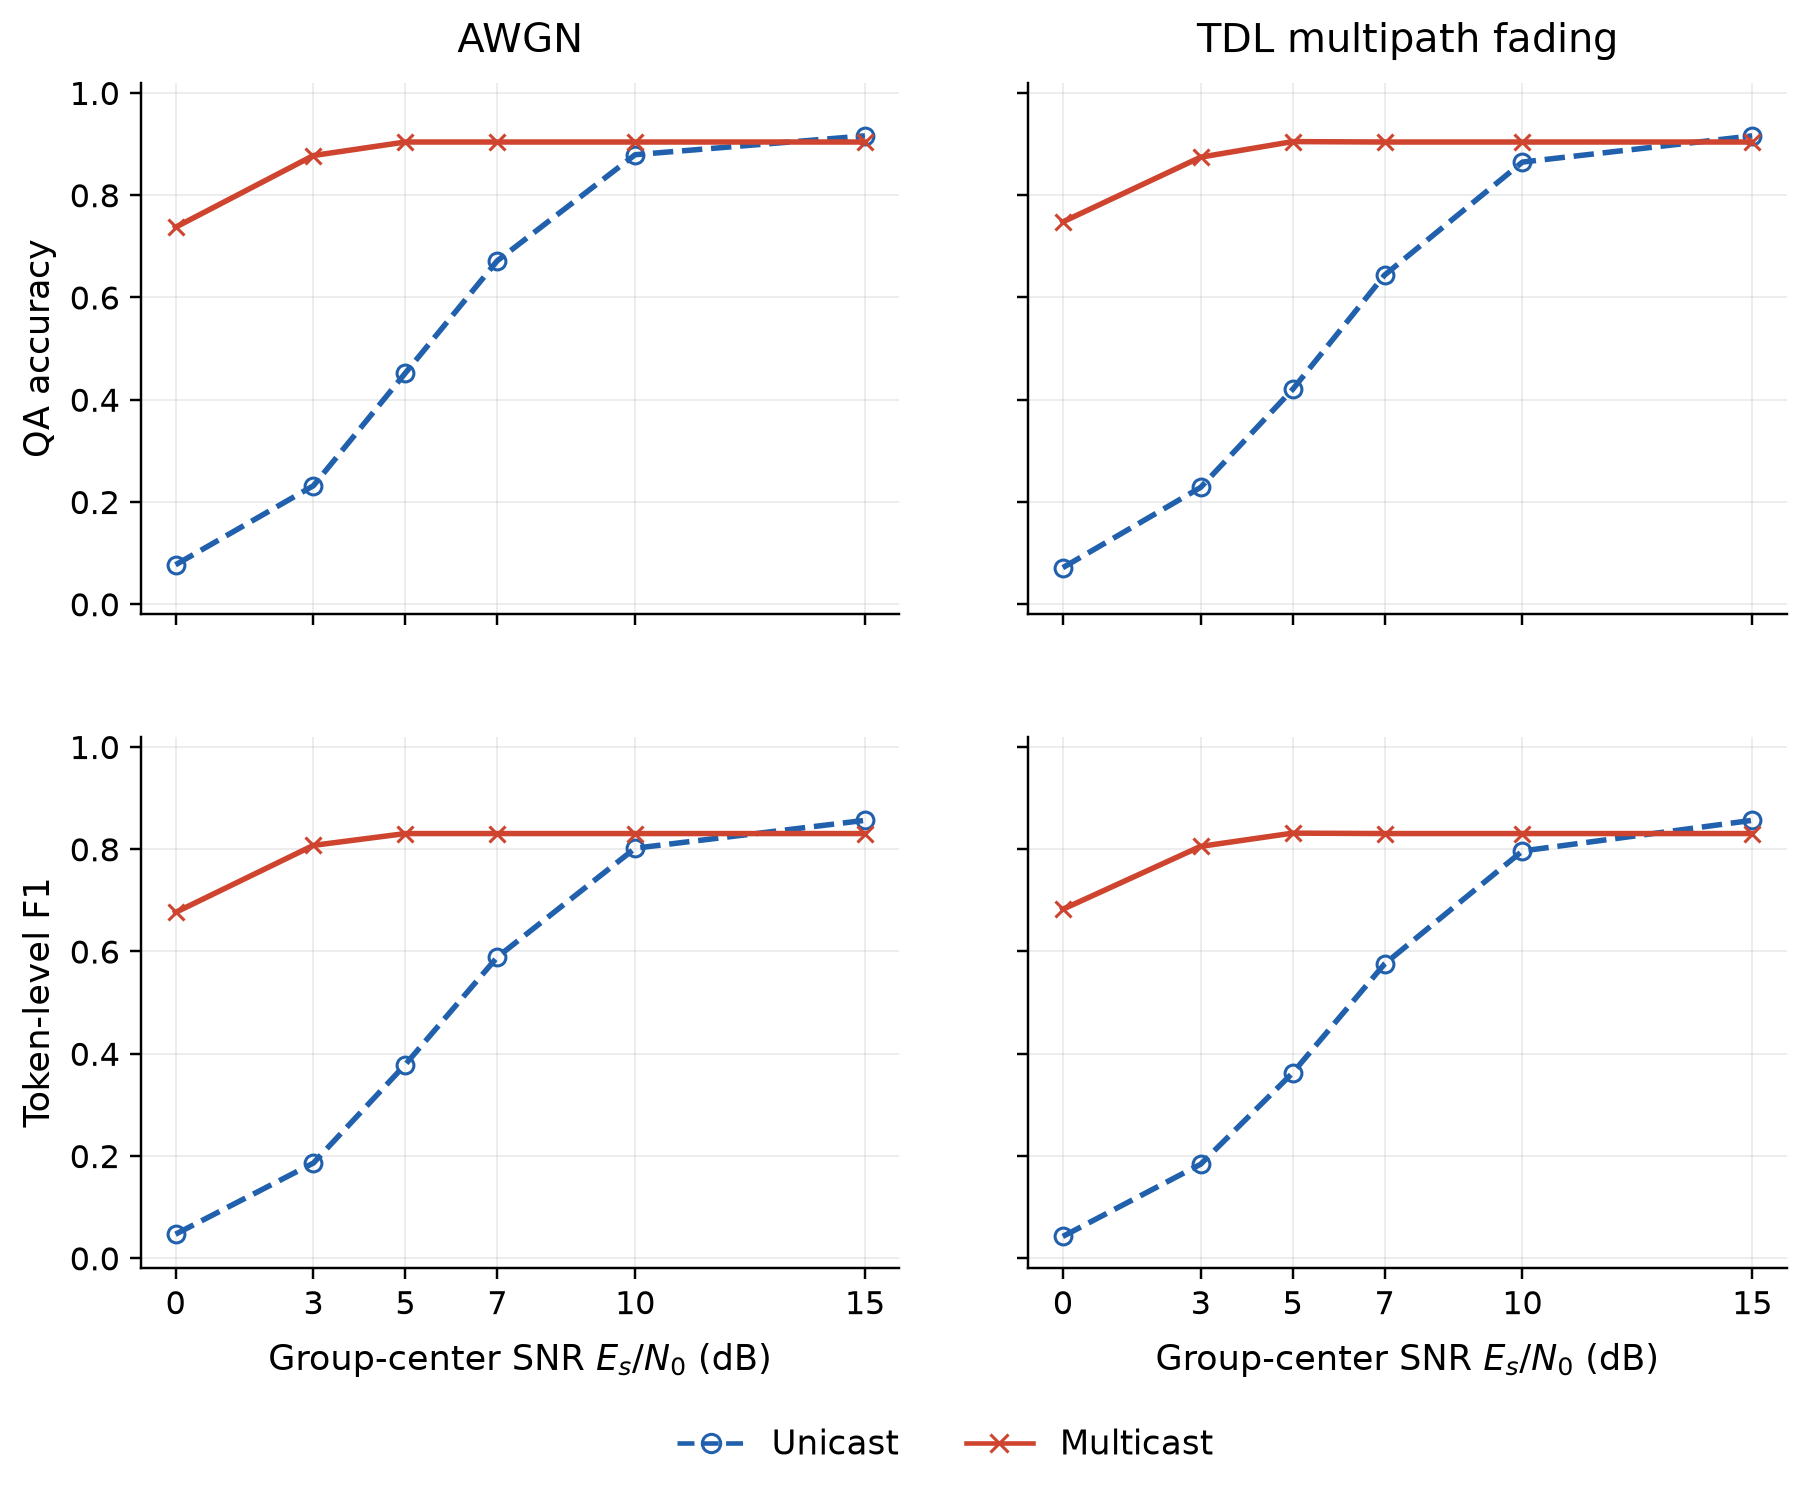 AWGN
TDL multipath fading
1.0
0.8
0.6
0.4
0.2
0.0
QA accuracy
1.0
0.8
0.6
0.4
0.2
0.0
Token-level F1
0 3 5 7 10 15
0 3 5 7 10 15
Group-center SNR E_s/N_0 (dB)
Group-center SNR E_s/N_0 (dB)
Unicast Multicast